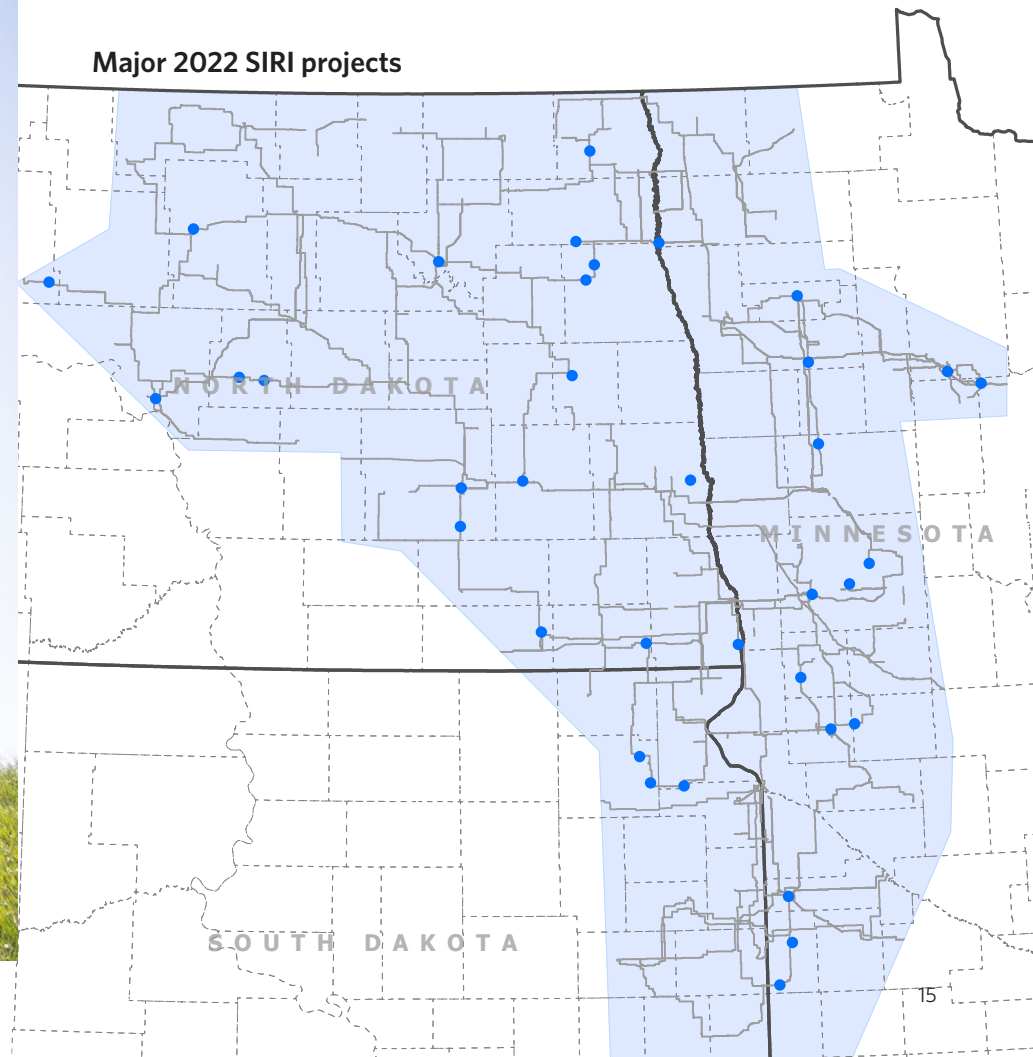 Major 2022 SIRI projects
NORTH DAKOTA
MINNESOTA
SOUTH DAKOTA
15